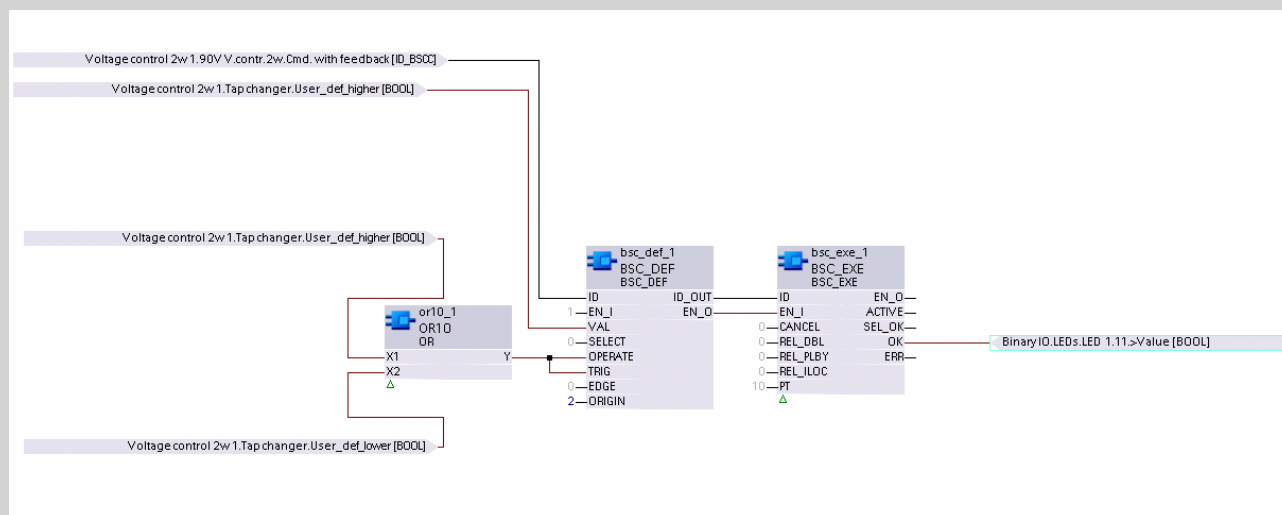 Voltage control 2w 1.90V V.contr.2w.Cmd. with feedback [ID_BSCC]
Voltage control 2w 1.Tap changer.User_def_higher [BOOL]
Voltage control 2w 1.Tap changer.User_def_higher [BOOL]
or10_1
OR10
OR
X1
Y
X2
Voltage control 2w 1.Tap changer.User_def_lower [BOOL]
bsc_def_1
BSC_DEF
BSC_DEF
ID
ID_OUT
1
EN_I
EN_O
VAL
0
SELECT
OPERATE
TRIG
0
EDGE
2
ORIGIN
bsc_exe_1
BSC_EXE
BSC_EXE
ID
EN_O
EN_I
ACTIVE
0
CANCEL
SEL_OK
0
REL_DBL
OK
0
REL_PLBY
ERR
0
REL_ILOC
10
PT
Binary IO.LEDs.LED 1.11.>Value [BOOL]